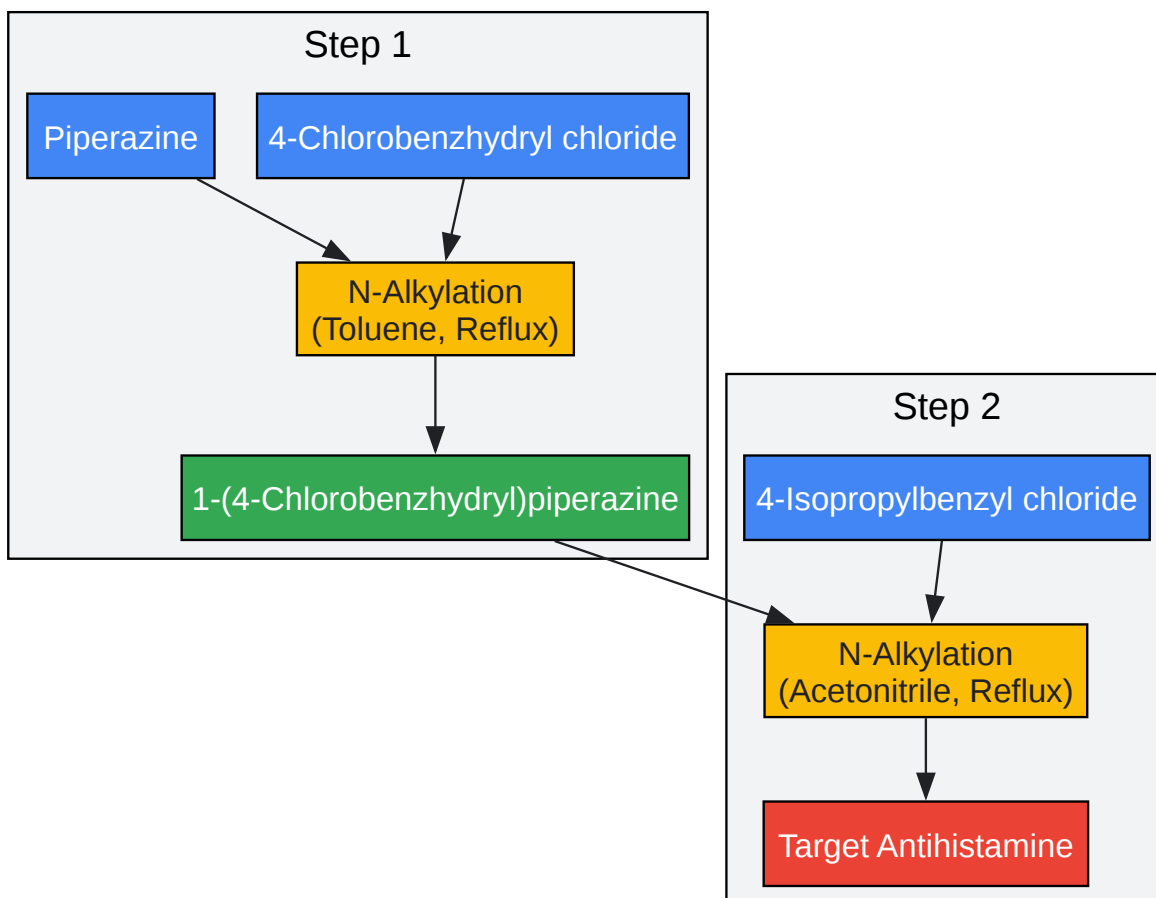 Step 1
Piperazine
4-Chlorobenzhydryl chloride
N-Alkylation
(Toluene, Reflux)
1-(4-Chlorobenzhydryl)piperazine
Step 2
4-Isopropylbenzyl chloride
N-Alkylation
(Acetonitrile, Reflux)
Target Antihistamine